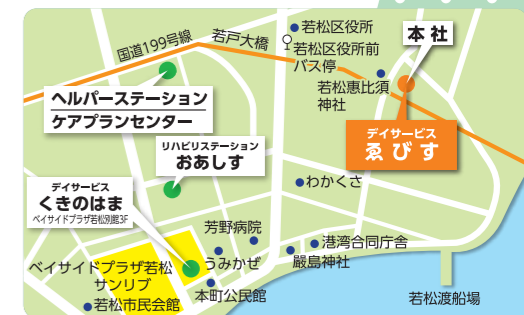 若松区役所
本社
国道199号線
若戸大橋
若松区役所前
バス停
若松恵比須
神社
ヘルパーステーション
ケアプランセンター
デイサービス
ゑびす
リハビリステーション
おあしす
わかくさ
デイサービス
くきのはま
ベイサイドプラザ若松別館3F
芳野病院
港湾合同庁舎
うみかぜ
厳島神社
ベイサイドプラザ若松
サンリブ
本町公民館
若松市民会館
若松渡船場